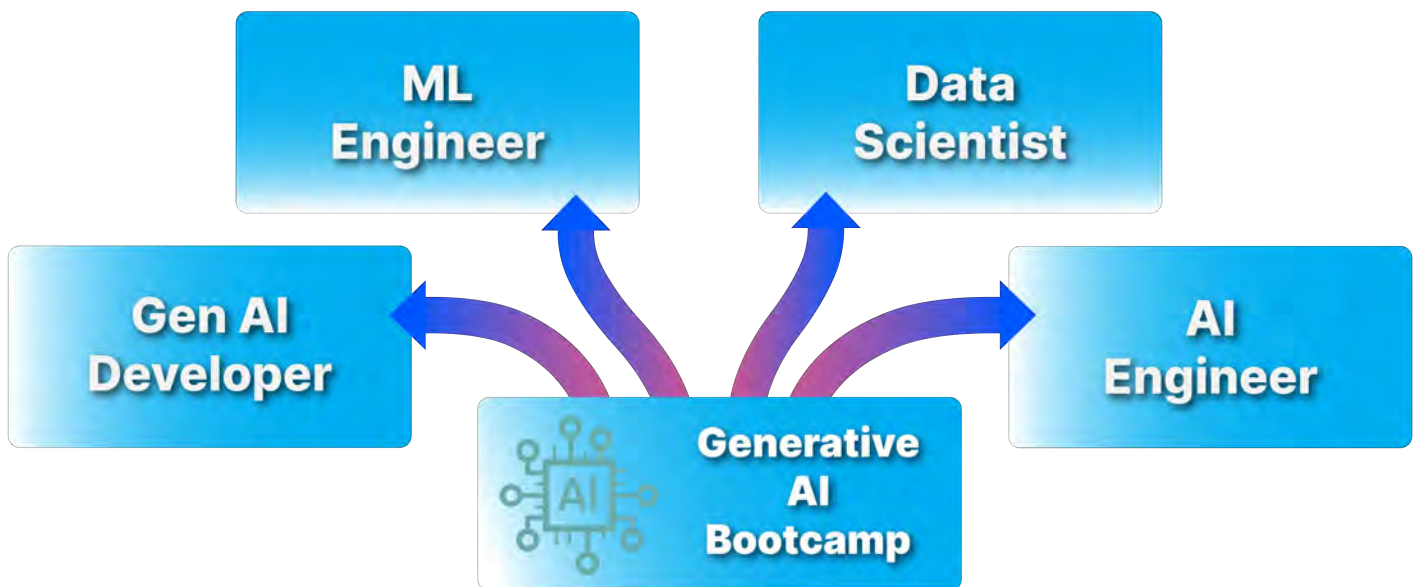 ML
Engineer
Data
Scientist
Gen AI
Developer
AI
Engineer
AI
Generative
AI
Bootcamp